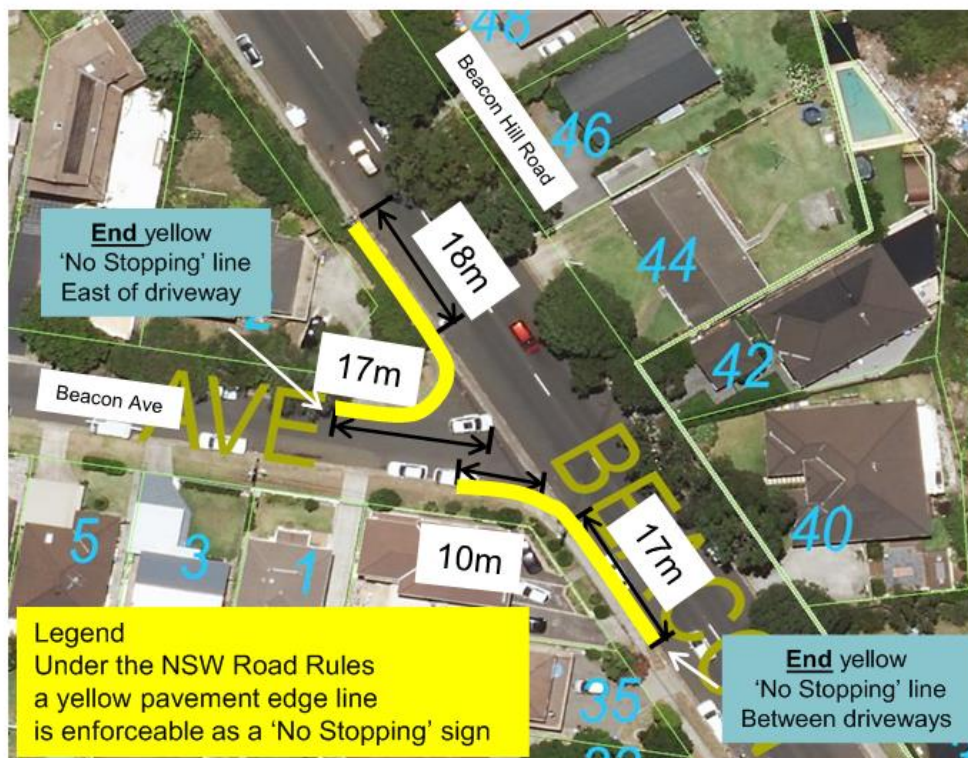 48
Beacon Hill Road
46
End yellow
'No Stopping' line
East of driveway
18m
44
17m
42
Beacon Ave
AVE
BEACO
40
5
3
1
10m
17m
Legend
Under the NSW Road Rules
a yellow pavement edge line
is enforceable as a 'No Stopping' sign
35
End yellow
'No Stopping' line
Between driveways